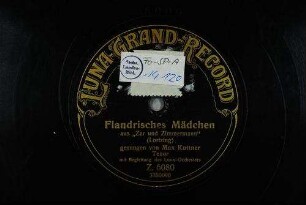 LUNA-GRAND-RECORD
Flandrisches Mädchen
aus „Zar und Zimmermann"
(Lortzing)
gesungen von Max Kuttner
Tenor
mit Begleitung des Luna-Orchesters
Z. 5080